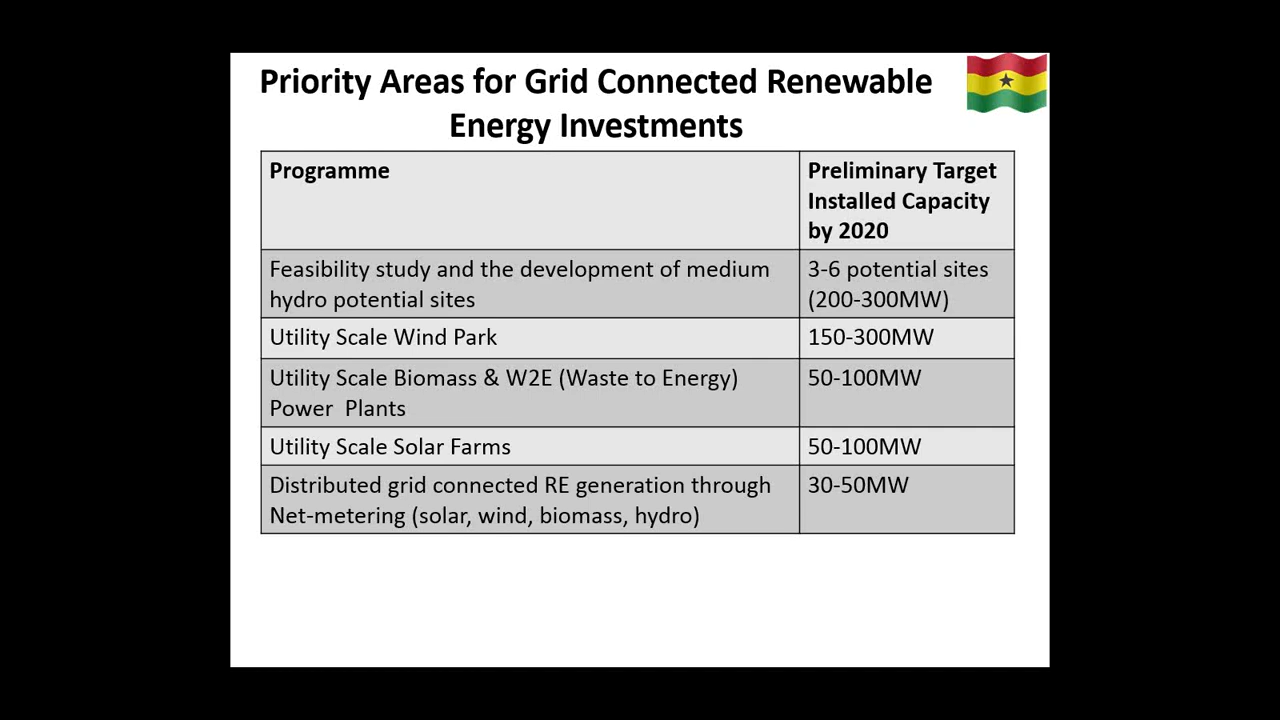 Priority Areas for Grid Connected Renewable
Energy Investments
Programme
Preliminary Target
Installed Capacity
by 2020
Feasibility study and the development of medium
hydro potential sites
3-6 potential sites
(200-300MW)
Utility Scale Wind Park
150-300MW
Utility Scale Biomass & W2E (Waste to Energy)
Power  Plants
50-100MW
Utility Scale Solar Farms
50-100MW
Distributed grid connected RE generation through
Net-metering (solar, wind, biomass, hydro)
30-50MW